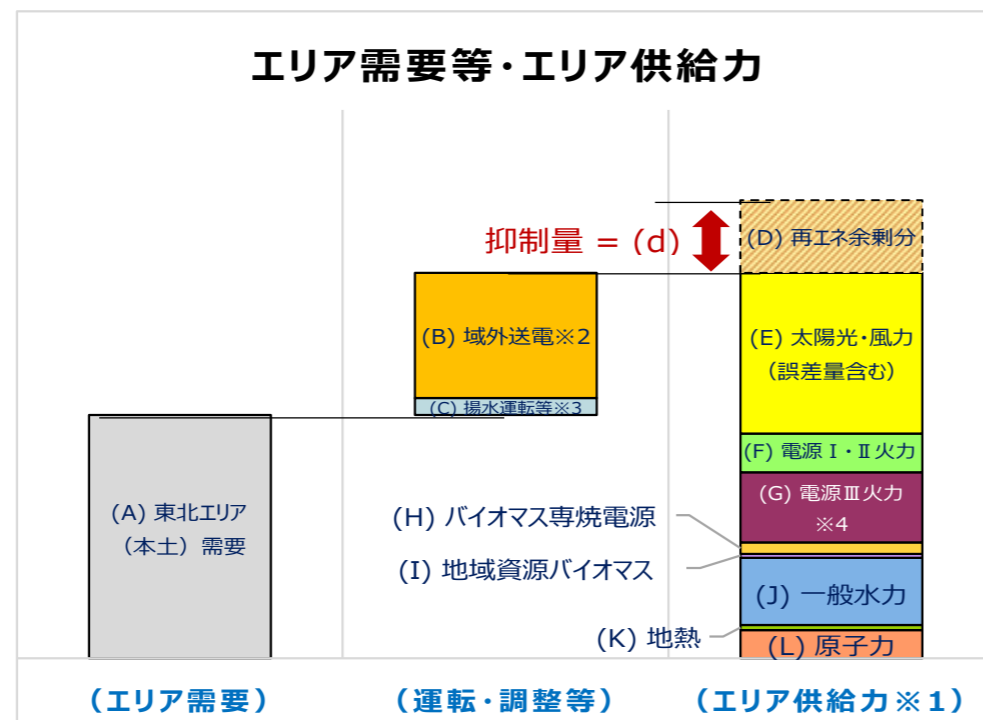 エリア需要等・エリア供給力
抑制量 = (d)
(D) 再エネ余剰分
(B) 域外送電※2
(E) 太陽光・風力
（誤差量含む）
(C) 揚水運転等※3
(F) 電源Ⅰ・Ⅱ火力
(G) 電源Ⅲ火力
※4
(A) 東北エリア
（本土）需要
(H) バイオマス専焼電源
(I) 地域資源バイオマス
(J) 一般水力
(K) 地熱
(L) 原子力
（エリア需要）
（運転・調整等）
（エリア供給力※1）